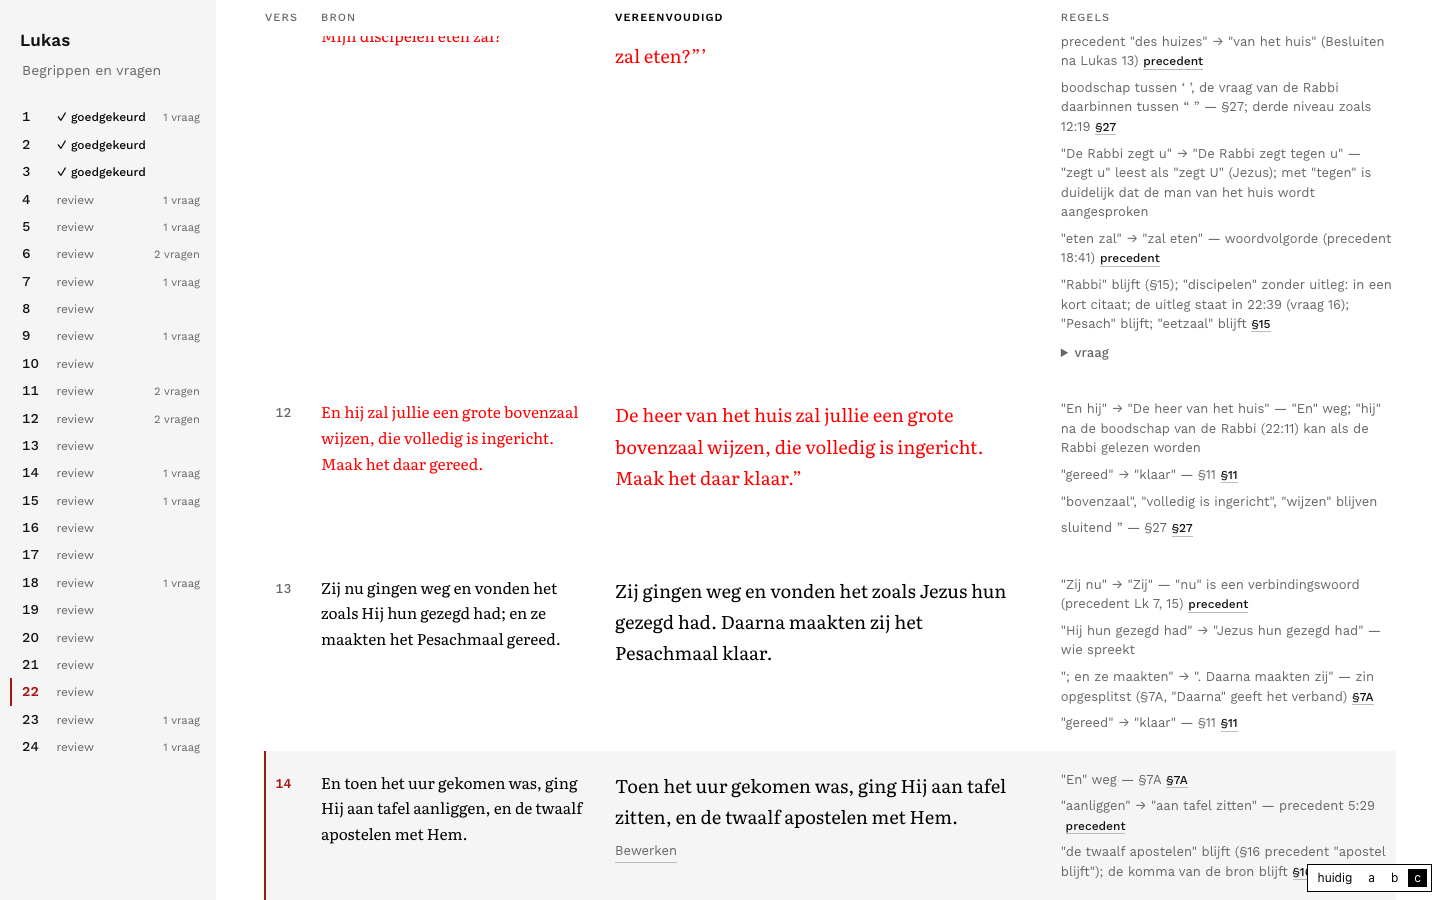 Lukas
Begrippen en vragen
1 ✓ goedgekeurd 1 vraag
2 ✓ goedgekeurd
3 ✓ goedgekeurd
4 review 1 vraag
5 review 1 vraag
6 review 2 vragen
7 review 1 vraag
8 review
9 review 1 vraag
10 review
11 review 2 vragen
12 review 2 vragen
13 review
14 review 1 vraag
15 review 1 vraag
16 review
17 review
18 review 1 vraag
19 review
20 review
21 review
22 review
23 review 1 vraag
24 review 1 vraag
VERS BRON VEREENVOUDIGD REGELS
Mijn discipelen eten zal?
zal eten?”’
precedent "des huizes" → "van het huis" (Besluiten
na Lukas 13) precedent
boodschap tussen ‘ ’, de vraag van de Rabbi
daarbinnen tussen “ ” — §27; derde niveau zoals
12:19 §27
"De Rabbi zegt u" → "De Rabbi zegt tegen u" —
"zegt u" leest als "zegt U" (Jezus); met "tegen" is
duidelijk dat de man van het huis wordt
aangesproken
"eten zal" → "zal eten" — woordvolgorde (precedent
18:41) precedent
"Rabbi" blijft (§15); "discipelen" zonder uitleg: in een
kort citaat; de uitleg staat in 22:39 (vraag 16);
"Pesach" blijft; "eetzaal" blijft §15
▶ vraag
12
En hij zal jullie een grote bovenzaal
wijzen, die volledig is ingericht.
Maak het daar gereed.
De heer van het huis zal jullie een grote
bovenzaal wijzen, die volledig is ingericht.
Maak het daar klaar.”
"En hij" → "De heer van het huis" — "En" weg; "hij"
na de boodschap van de Rabbi (22:11) kan als de
Rabbi gelezen worden
"gereed" → "klaar" — §11 §11
"bovenzaal", "volledig is ingericht", "wijzen" blijven
sluitend ” — §27 §27
13
Zij nu gingen weg en vonden het
zoals Hij hun gezegd had; en ze
maakten het Pesachmaal gereed.
Zij gingen weg en vonden het zoals Jezus hun
gezegd had. Daarna maakten zij het
Pesachmaal klaar.
"Zij nu" → "Zij" — "nu" is een verbindingswoord
(precedent Lk 7, 15) precedent
"Hij hun gezegd had" → "Jezus hun gezegd had" —
wie spreekt
"; en ze maakten" → ". Daarna maakten zij" — zin
opgesplitst (§7A, "Daarna" geeft het verband) §7A
"gereed" → "klaar" — §11 §11
14
En toen het uur gekomen was, ging
Hij aan tafel aanliggen, en de twaalf
apostelen met Hem.
Toen het uur gekomen was, ging Hij aan tafel
zitten, en de twaalf apostelen met Hem.
Bewerken
"En" weg — §7A §7A
"aanliggen" → "aan tafel zitten" — precedent 5:29
precedent
"de twaalf apostelen" blijft (§16 precedent "apostel
blijft"); de komma van de bron blijft
huidig a b c